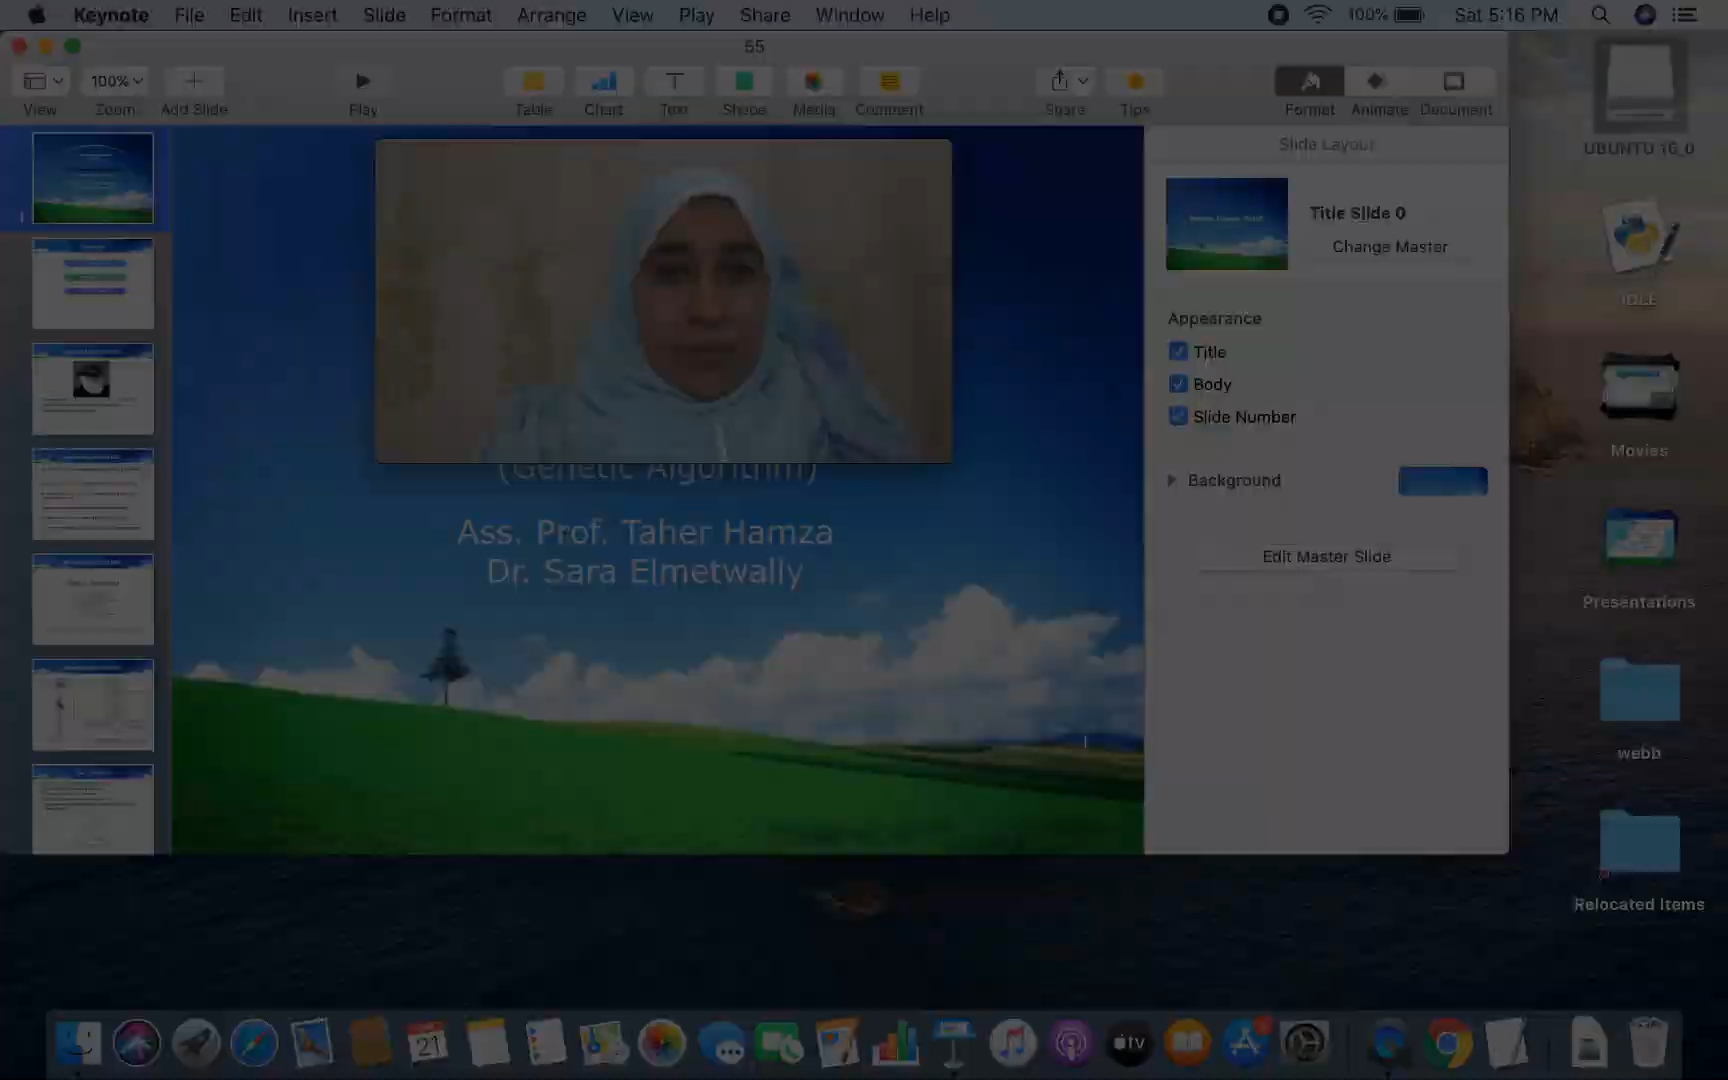 Keynote File Edit Insert Slide Format Arrange View Play Share Window Help 100% Sat 5:16 PM
55
100%
View Zoom Add Slide Play Table Chart Text Shape Media Comment Share Tips Format Animate Document
Slide Layout
Title Slide 0
Change Master
Appearance
Title
Body
Slide Number
Background
Edit Master Slide
1
(Genetic Algorithm)
Ass. Prof. Taher Hamza
Dr. Sara Elmetwally
UBUNTU 16_0
IDLE
Movies
Presentations
webb
Relocated Items
21
tv